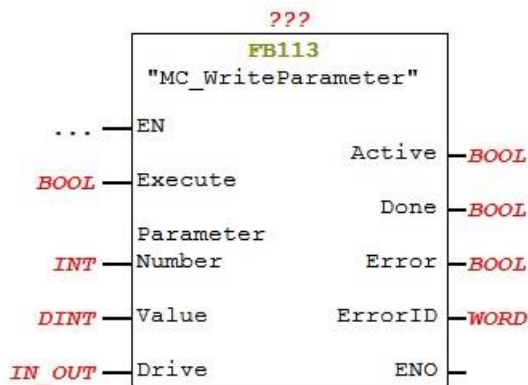 ???
FB113
"MC_WriteParameter"
... EN
Active BOOL
BOOL Execute
Done BOOL
Parameter
INT Number Error BOOL
DINT Value ErrorID WORD
IN_OUT Drive ENO